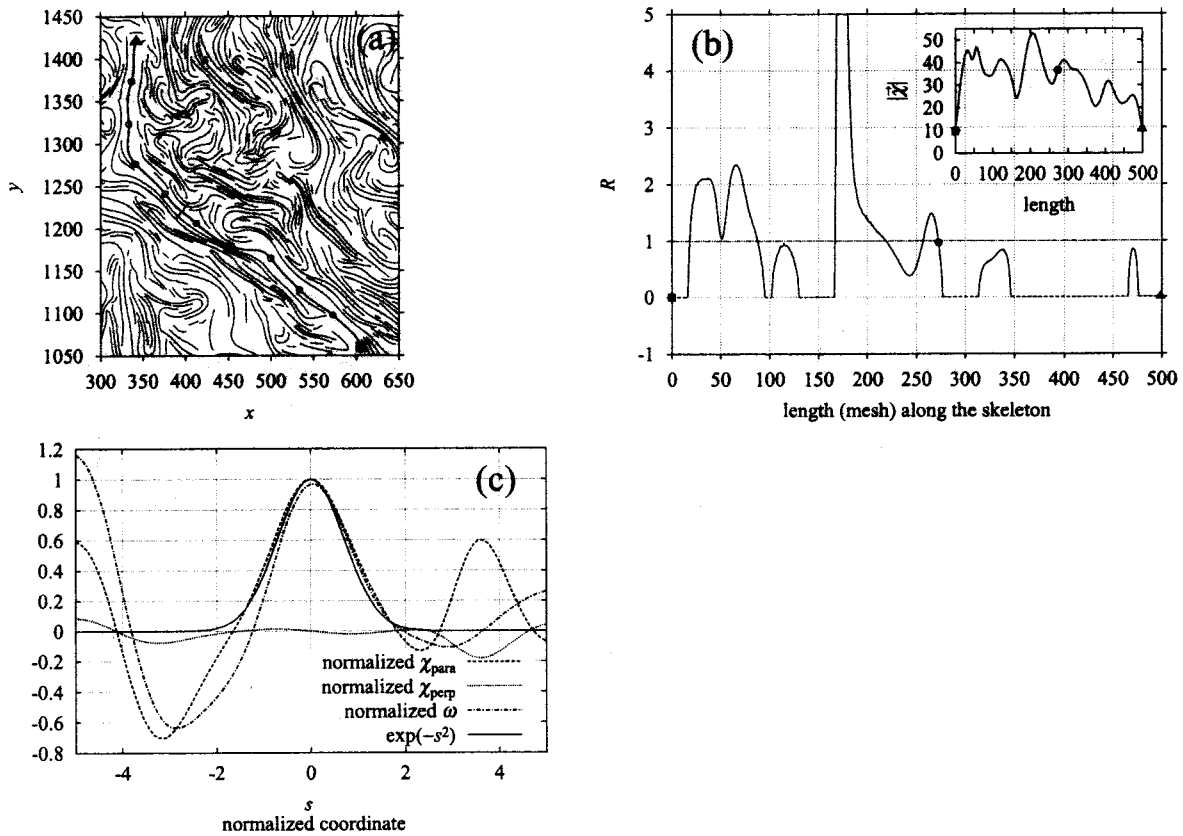 1450
1400
1350
1300
1250
1200
1150
1100
1050
y
(a)
300 350 400 450 500 550 600 650
x
5
4
3
2
1
0
-1
R
(b)
50
40
30
20
10
0
|χ⃗|
0 100 200 300 400 500
length
0 50 100 150 200 250 300 350 400 450 500
length (mesh) along the skeleton
1.2
1
0.8
0.6
0.4
0.2
0
-0.2
-0.4
-0.6
-0.8
(c)
normalized χpara
normalized χperp
normalized ω
exp(−s²)
-4 -2 0 2 4
s
normalized coordinate